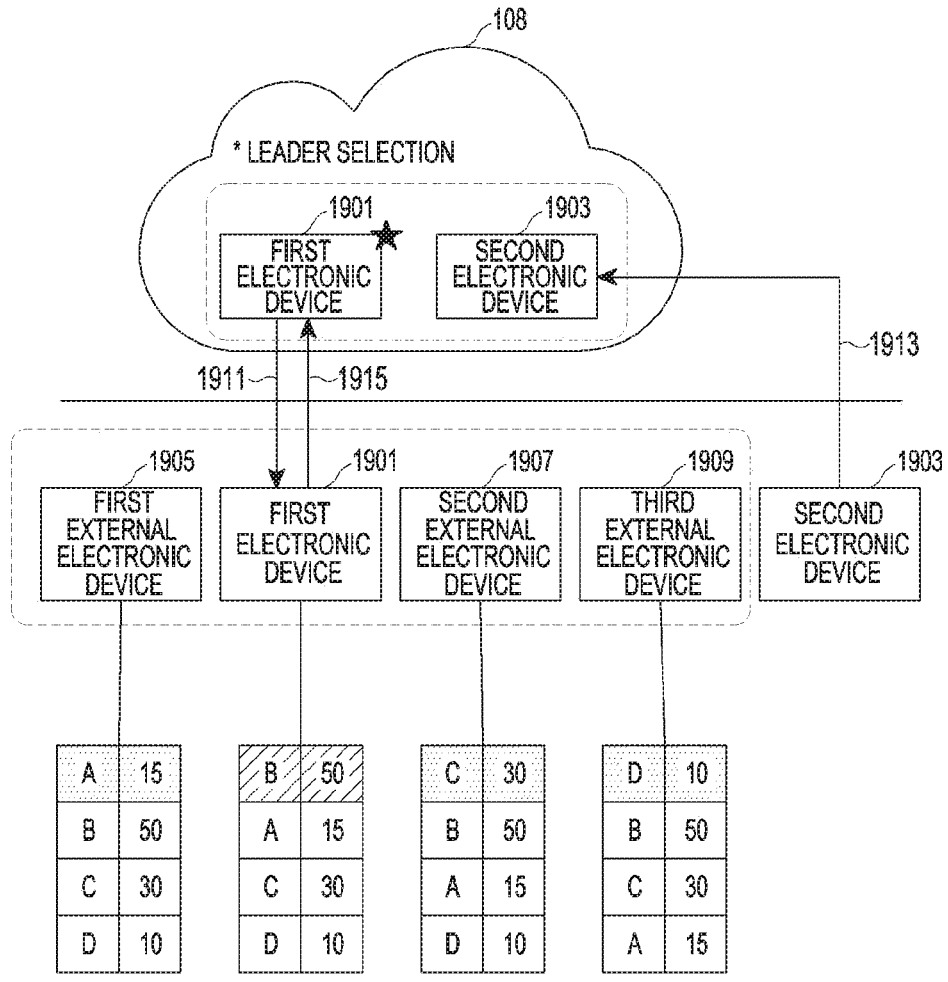 108
* LEADER SELECTION
1901
1903
FIRST
ELECTRONIC
DEVICE
SECOND
ELECTRONIC
DEVICE
1911
1915
1913
1905
1901
1907
1909
1903
FIRST
EXTERNAL
ELECTRONIC
DEVICE
FIRST
ELECTRONIC
DEVICE
SECOND
EXTERNAL
ELECTRONIC
DEVICE
THIRD
EXTERNAL
ELECTRONIC
DEVICE
SECOND
ELECTRONIC
DEVICE
A 15
B 50
C 30
D 10
B 50
A 15
C 30
D 10
C 30
B 50
A 15
D 10
D 10
B 50
C 30
A 15